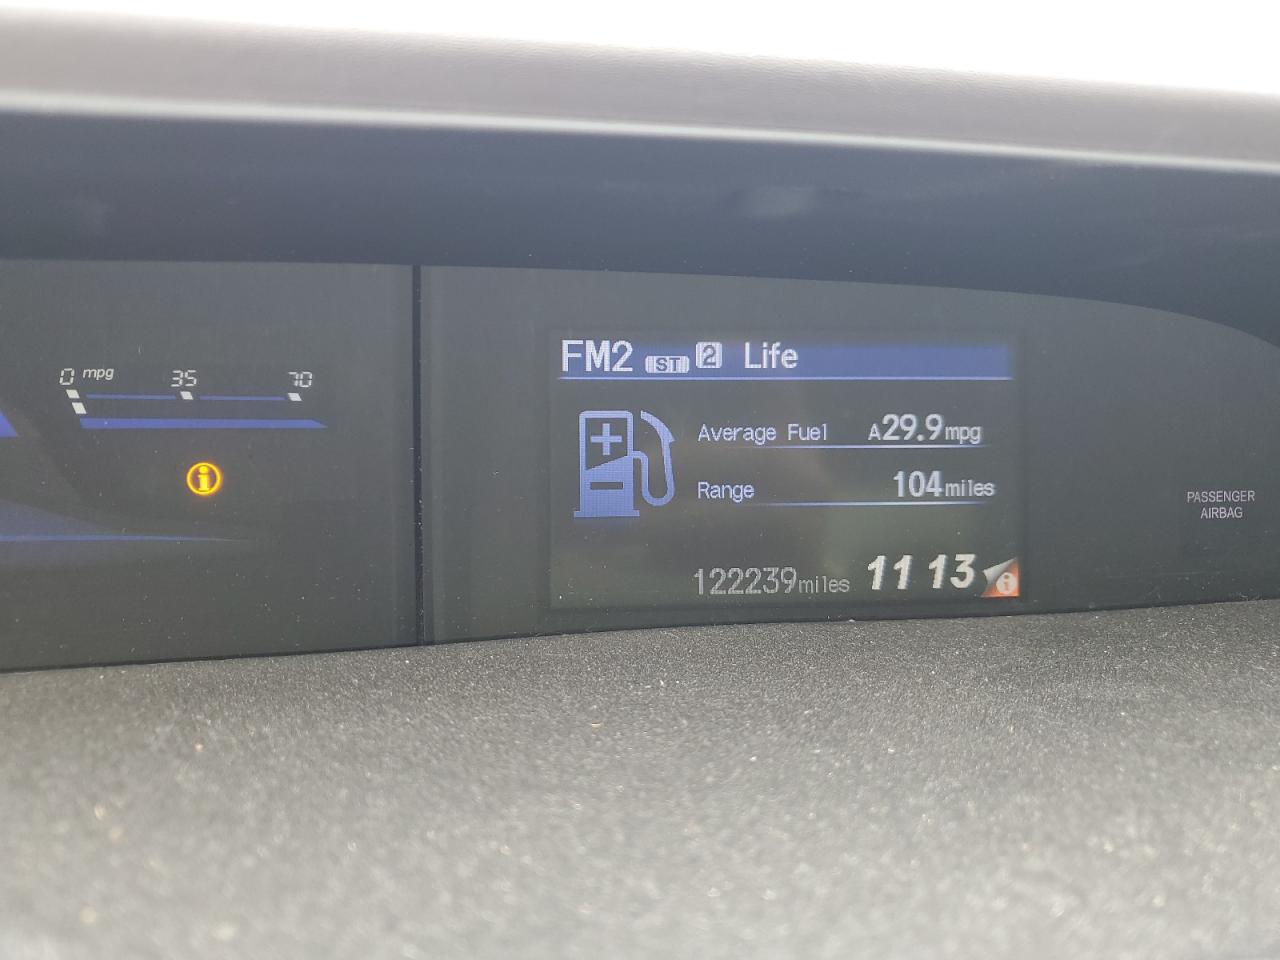 0 mpg 35 70
i
FM2 ST 2 Life
Average Fuel A29.9mpg
Range 104miles
122239miles 11 13 i
PASSENGER
AIRBAG